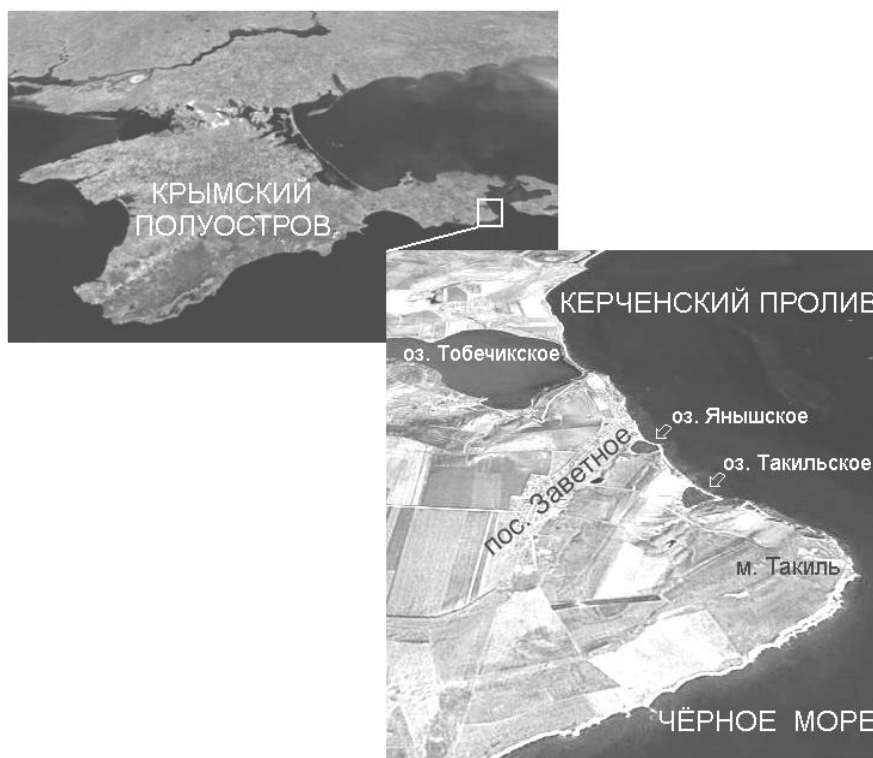 КРЫМСКИЙ
ПОЛУОСТРОВ
КЕРЧЕНСКИЙ ПРОЛИВ
оз. Тобечикское
оз. Янышское
оз. Такильское
пос. Заветное
м. Такиль
ЧЁРНОЕ МОРЕ